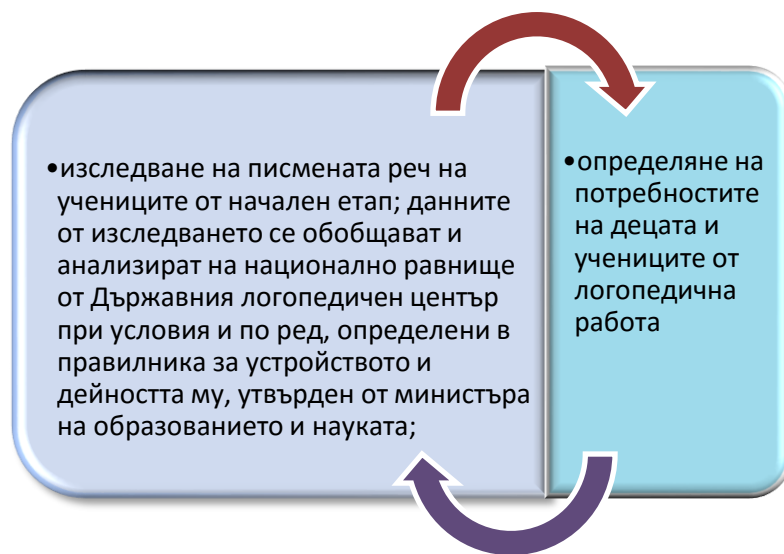 •изследване на писмената реч на
учениците от начален етап; данните
от изследването се обобщават и
анализират на национално равнище
от Държавния логопедичен център
при условия и по ред, определени в
правилника за устройството и
дейността му, утвърден от министъра
на образованието и науката;
•определяне на
потребностите
на децата и
учениците от
логопедична
работа